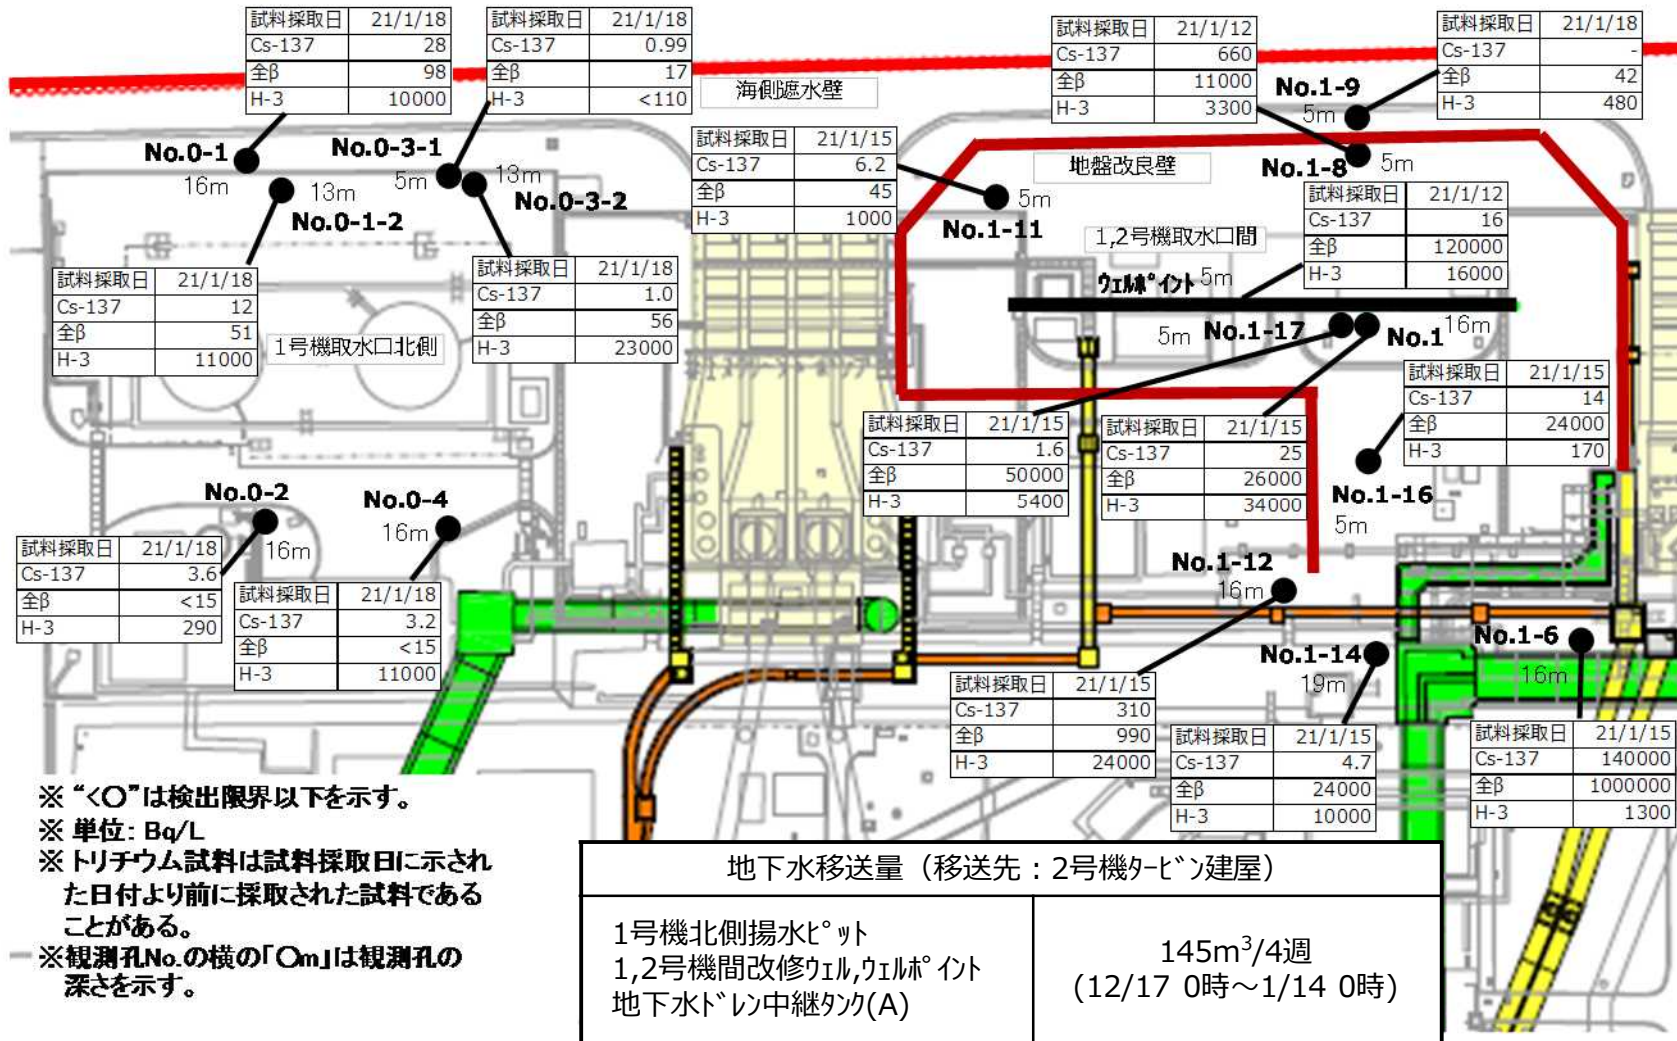 試料採取日 21/1/18
Cs-137 28
全β 98
H-3 10000
試料採取日 21/1/18
Cs-137 0.99
全β 17
H-3 <110
海側遮水壁
試料採取日 21/1/12
Cs-137 660
全β 11000
H-3 3300
試料採取日 21/1/18
Cs-137 -
全β 42
H-3 480
No.1-9
5m
No.0-1
16m
No.0-3-1
5m
13m
No.0-1-2
13m
No.0-3-2
試料採取日 21/1/15
Cs-137 6.2
全β 45
H-3 1000
5m
No.1-11
地盤改良壁
No.1-8
5m
試料採取日 21/1/12
Cs-137 16
全β 120000
H-3 16000
1,2号機取水口間
ウェルポイント 5m
5m No.1-17
No.1
16m
試料採取日 21/1/18
Cs-137 12
全β 51
H-3 11000
1号機取水口北側
試料採取日 21/1/18
Cs-137 1.0
全β 56
H-3 23000
試料採取日 21/1/15
Cs-137 1.6
全β 50000
H-3 5400
試料採取日 21/1/15
Cs-137 25
全β 26000
H-3 34000
試料採取日 21/1/15
Cs-137 14
全β 24000
H-3 170
No.1-16
5m
No.0-2
16m
No.0-4
16m
試料採取日 21/1/18
Cs-137 3.6
全β <15
H-3 290
試料採取日 21/1/18
Cs-137 3.2
全β <15
H-3 11000
No.1-12
16m
No.1-14
19m
No.1-6
16m
試料採取日 21/1/15
Cs-137 310
全β 990
H-3 24000
試料採取日 21/1/15
Cs-137 4.7
全β 24000
H-3 10000
試料採取日 21/1/15
Cs-137 140000
全β 1000000
H-3 1300
※ “<〇”は検出限界以下を示す。
※ 単位: Bq/L
※ トリチウム試料は試料採取日に示され
た日付より前に採取された試料である
ことがある。
※観測孔No.の横の「〇m」は観測孔の
深さを示す。
地下水移送量（移送先：2号機タービン建屋）
1号機北側揚水ピット
1,2号機間改修ウェル,ウェルポイント
地下水ドレン中継タンク(A)
145m³/4週
(12/17 0時～1/14 0時)